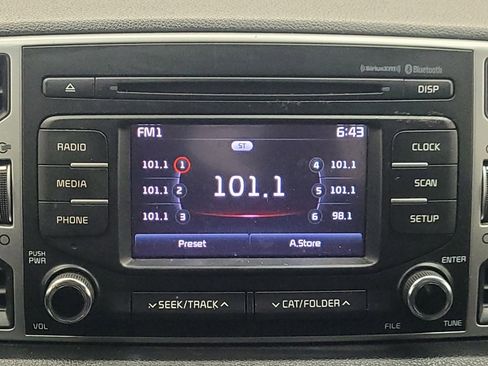 SiriusXM Bluetooth
DISP
RADIO
MEDIA
PHONE
FM1 6:43
ST
101.1 1 4 101.1
101.1 2 101.1 5 101.1
101.1 3 6 98.1
Preset A.Store
CLOCK
SCAN
SETUP
PUSH
PWR
VOL
SEEK/TRACK
CAT/FOLDER
ENTER
FILE TUNE